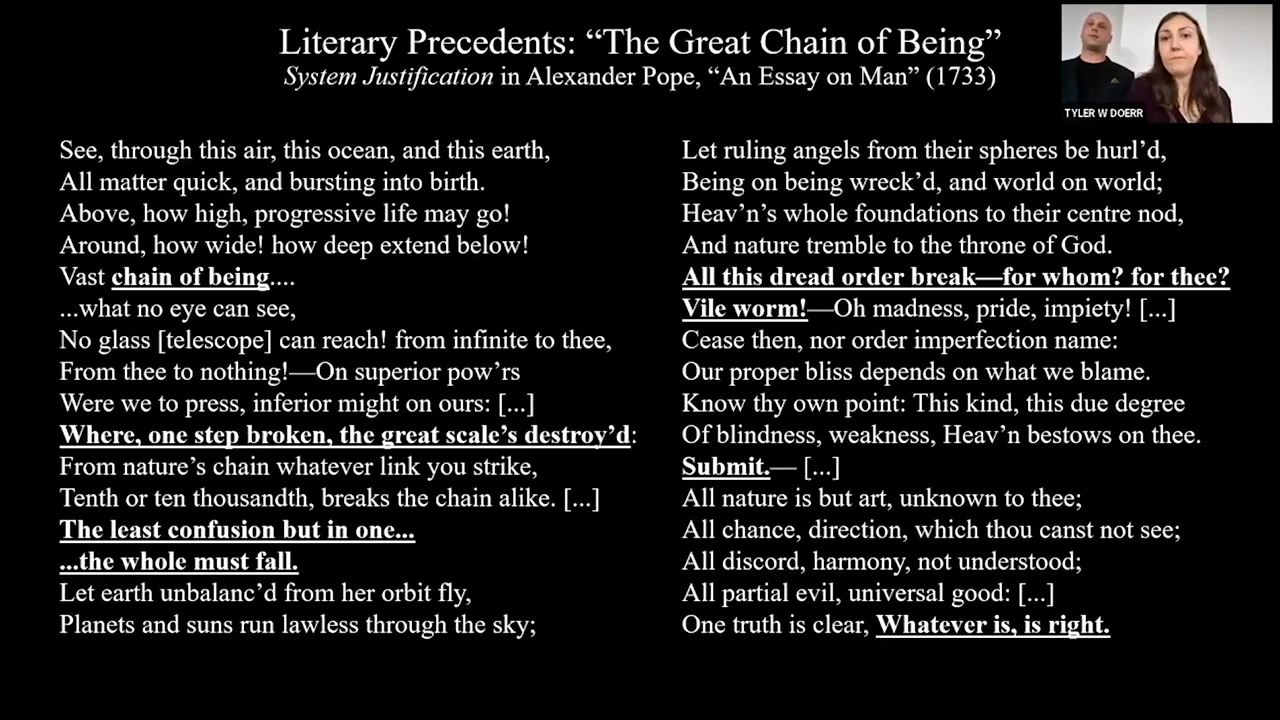 Literary Precedents: “The Great Chain of Being”
System Justification in Alexander Pope, “An Essay on Man” (1733)
TYLER W DOERR
See, through this air, this ocean, and this earth,
All matter quick, and bursting into birth.
Above, how high, progressive life may go!
Around, how wide! how deep extend below!
Vast chain of being....
...what no eye can see,
No glass [telescope] can reach! from infinite to thee,
From thee to nothing!—On superior pow’rs
Were we to press, inferior might on ours: [...]
Where, one step broken, the great scale’s destroy’d:
From nature’s chain whatever link you strike,
Tenth or ten thousandth, breaks the chain alike. [...]
The least confusion but in one...
...the whole must fall.
Let earth unbalanc’d from her orbit fly,
Planets and suns run lawless through the sky;
Let ruling angels from their spheres be hurl’d,
Being on being wreck’d, and world on world;
Heav’n’s whole foundations to their centre nod,
And nature tremble to the throne of God.
All this dread order break—for whom? for thee?
Vile worm!—Oh madness, pride, impiety! [...]
Cease then, nor order imperfection name:
Our proper bliss depends on what we blame.
Know thy own point: This kind, this due degree
Of blindness, weakness, Heav’n bestows on thee.
Submit.— [...]
All nature is but art, unknown to thee;
All chance, direction, which thou canst not see;
All discord, harmony, not understood;
All partial evil, universal good: [...]
One truth is clear, Whatever is, is right.